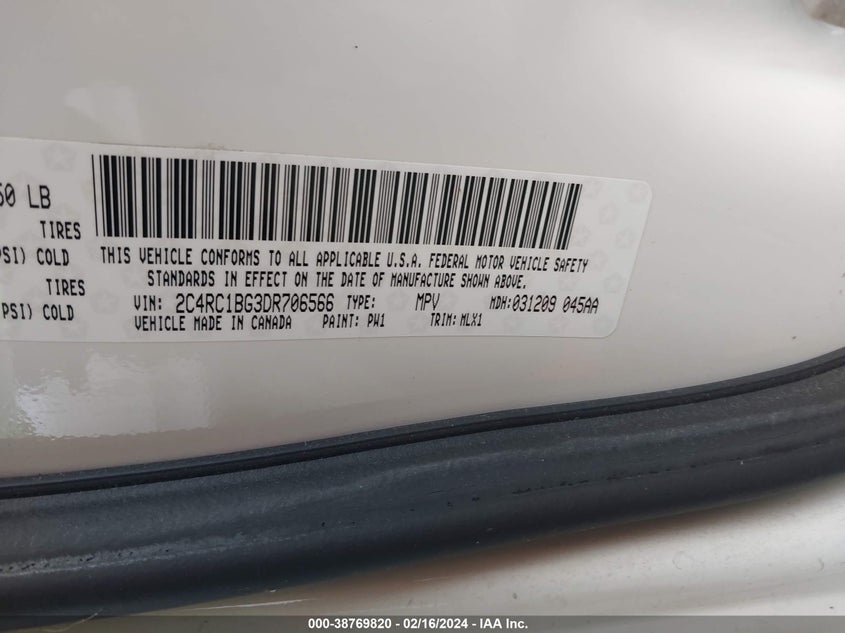 60 LB
TIRES
PSI) COLD
TIRES
PSI) COLD
THIS VEHICLE CONFORMS TO ALL APPLICABLE U.S.A. FEDERAL MOTOR VEHICLE SAFETY
STANDARDS IN EFFECT ON THE DATE OF MANUFACTURE SHOWN ABOVE.
VIN: 2C4RC1BG3DR706566 TYPE: MPV MDH:031209 045AA
VEHICLE MADE IN CANADA PAINT: PW1 TRIM: MLX1
000-38769820 - 02/16/2024 - IAA Inc.